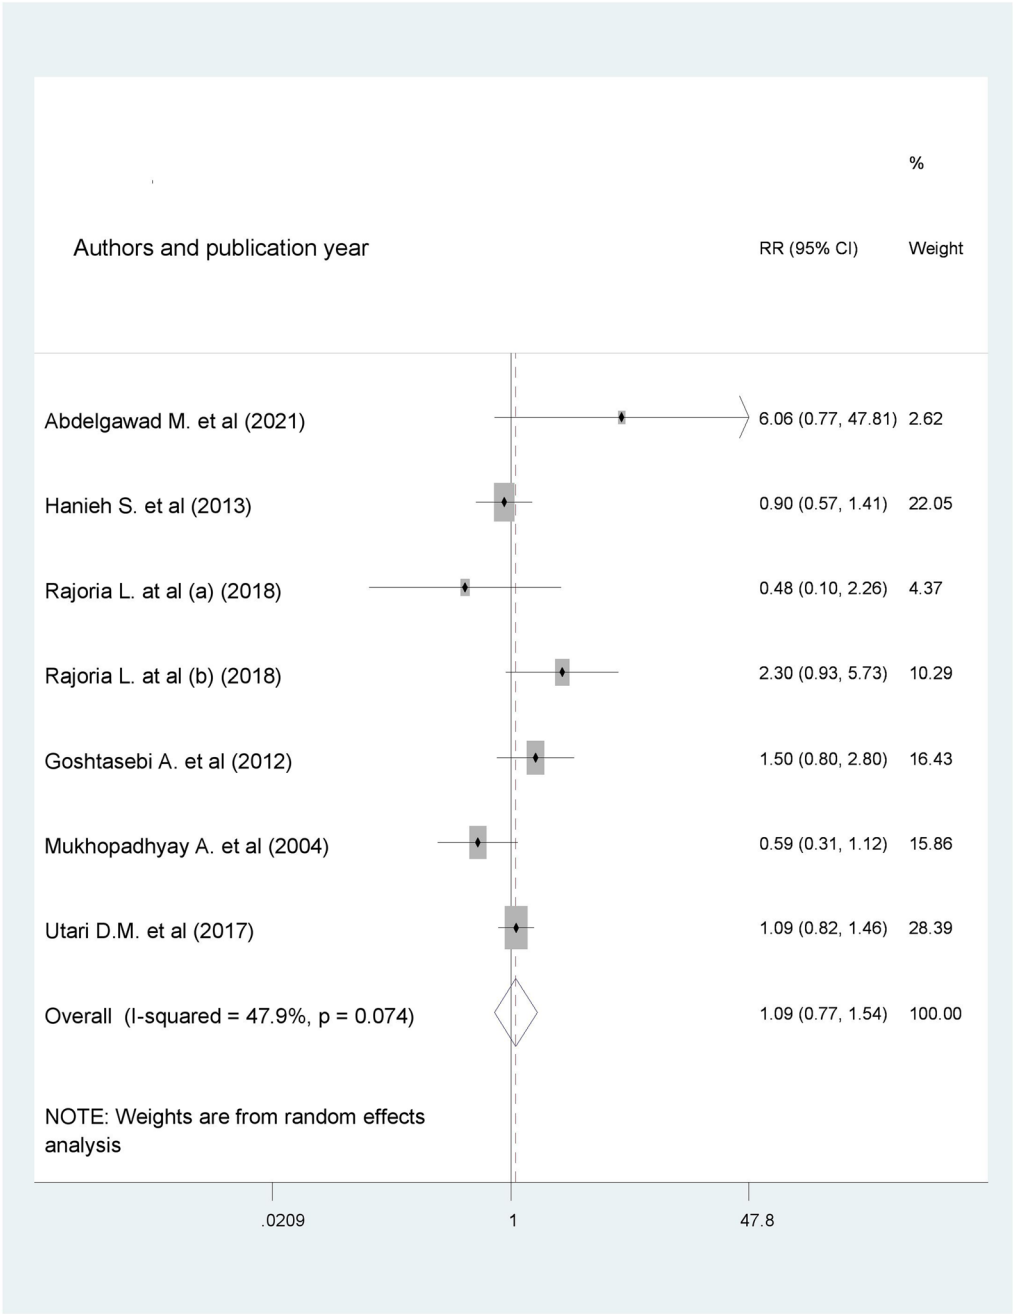 %
Authors and publication year RR (95% CI) Weight
Abdelgawad M. et al (2021) 6.06 (0.77, 47.81) 2.62
Hanieh S. et al (2013) 0.90 (0.57, 1.41) 22.05
Rajoria L. at al (a) (2018) 0.48 (0.10, 2.26) 4.37
Rajoria L. at al (b) (2018) 2.30 (0.93, 5.73) 10.29
Goshtasebi A. et al (2012) 1.50 (0.80, 2.80) 16.43
Mukhopadhyay A. et al (2004) 0.59 (0.31, 1.12) 15.86
Utari D.M. et al (2017) 1.09 (0.82, 1.46) 28.39
Overall (I-squared = 47.9%, p = 0.074) 1.09 (0.77, 1.54) 100.00
NOTE: Weights are from random effects
analysis
.0209 1 47.8